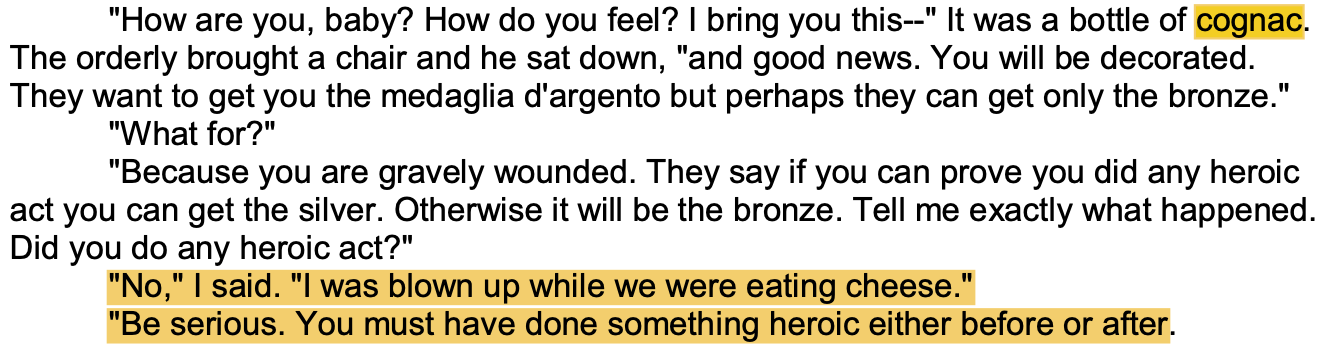 "How are you, baby? How do you feel? I bring you this--" It was a bottle of cognac.
The orderly brought a chair and he sat down, "and good news. You will be decorated.
They want to get you the medaglia d'argento but perhaps they can get only the bronze."
"What for?"
"Because you are gravely wounded. They say if you can prove you did any heroic
act you can get the silver. Otherwise it will be the bronze. Tell me exactly what happened.
Did you do any heroic act?"
"No," I said. "I was blown up while we were eating cheese."
"Be serious. You must have done something heroic either before or after.